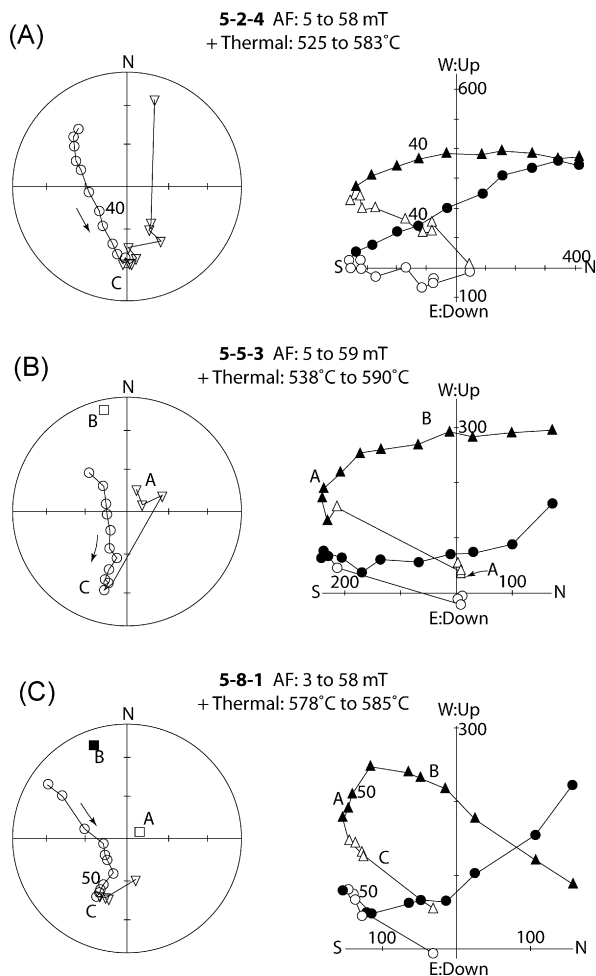 (A)
5-2-4 AF: 5 to 58 mT
+ Thermal: 525 to 583˚C
N
40
C
W:Up
600
40
40
S
400
N
100
E:Down
(B)
5-5-3 AF: 5 to 59 mT
+ Thermal: 538˚C to 590˚C
N
B
A
C
W:Up
B
300
A
A
S
200
100
N
E:Down
(C)
5-8-1 AF: 3 to 58 mT
+ Thermal: 578˚C to 585˚C
N
B
A
50
C
W:Up
300
B
A
50
C
50
S
100
100
N
E:Down